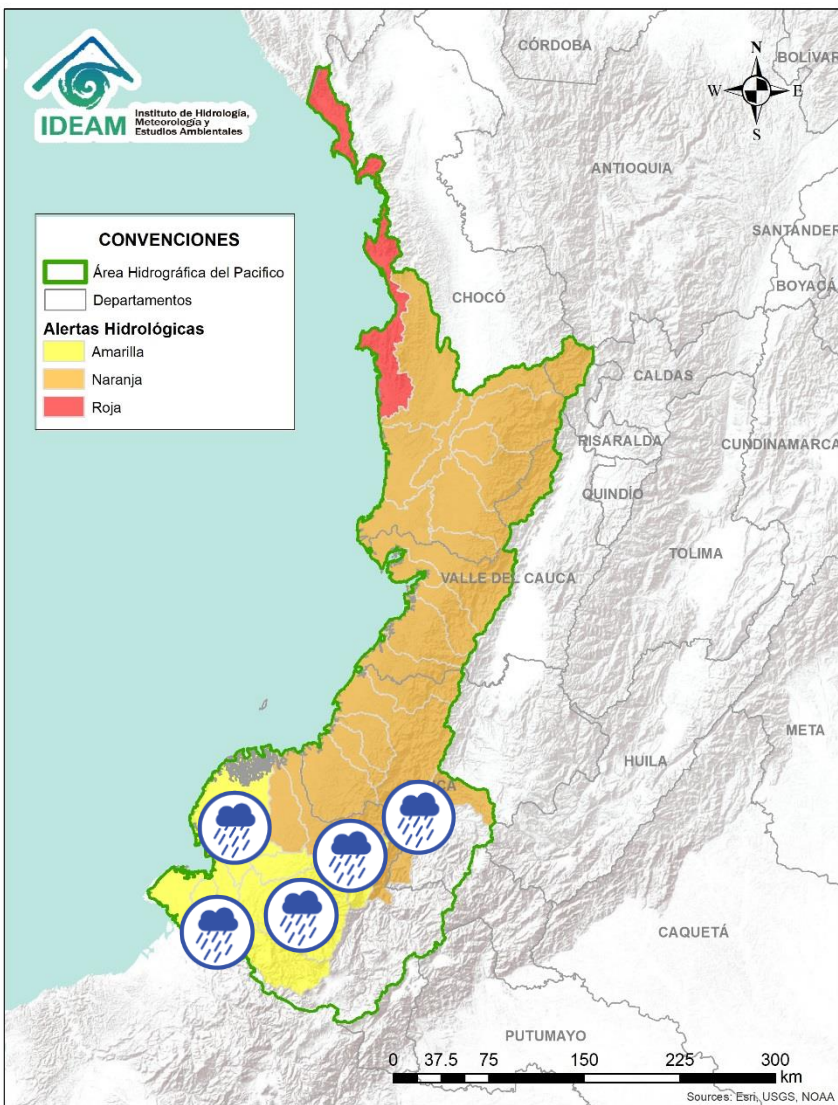 CÓRDOBA
BOLÍVAR
N
W
E
S
IDEAM
Instituto de Hidrología,
Meteorología y
Estudios Ambientales
ANTIOQUIA
SANTANDER
BOYACÁ
CONVENCIONES
Área Hidrográfica del Pacifico
Departamentos
Alertas Hidrológicas
Amarilla
Naranja
Roja
CHOCÓ
CALDAS
RISARALDA
CUNDINAMARCA
QUINDÍO
TOLIMA
VALLE DEL CAUCA
META
HUILA
CAQUETÁ
PUTUMAYO
0 37.5 75 150 225 300
km
Sources: Esri, USGS, NOAA